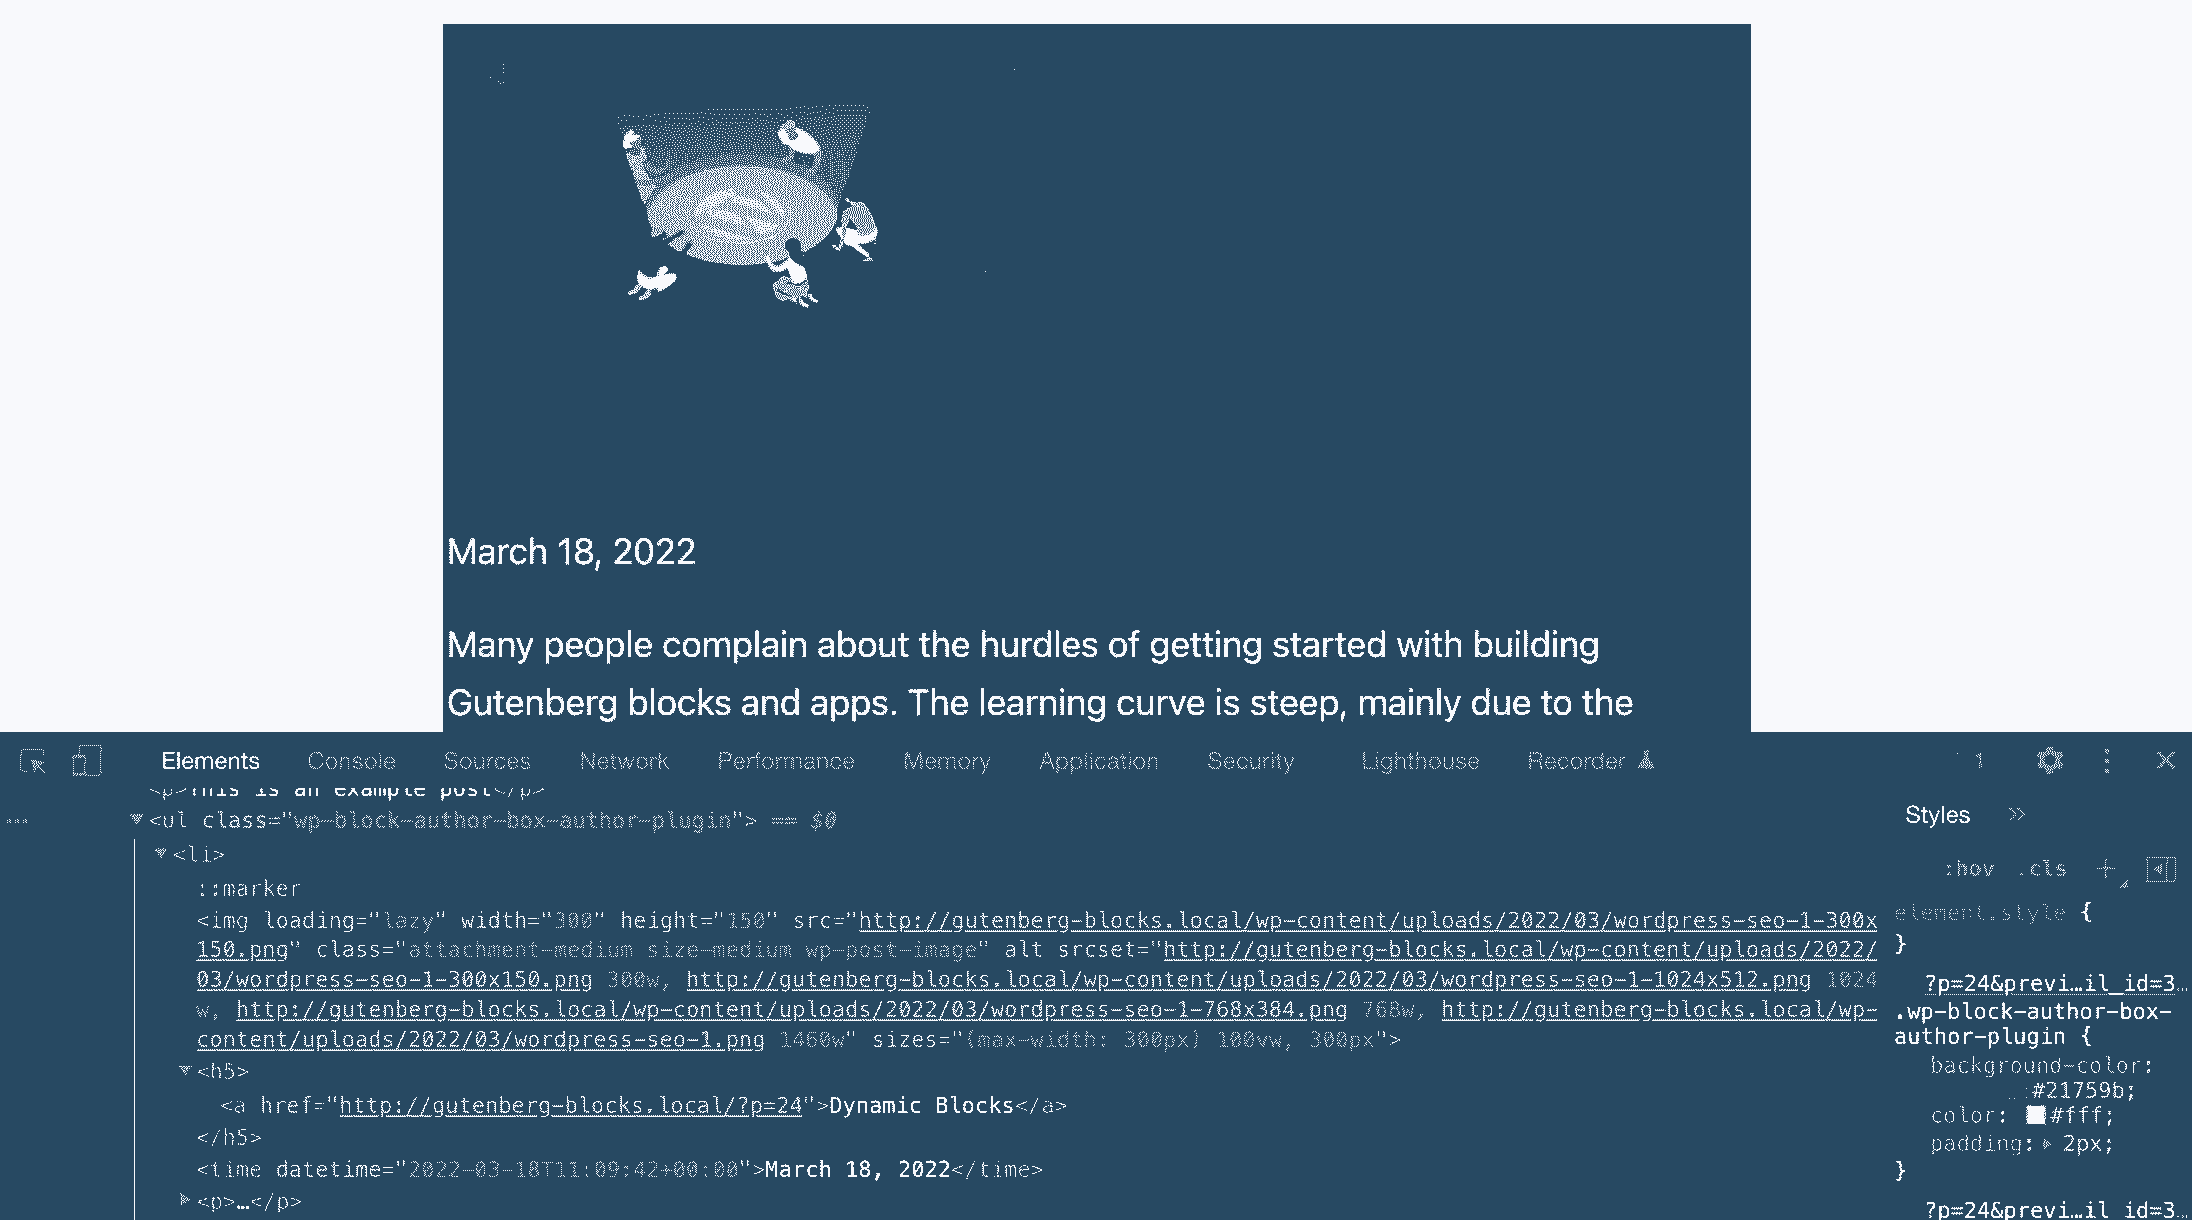 March 18, 2022
Many people complain about the hurdles of getting started with building
Gutenberg blocks and apps. The learning curve is steep, mainly due to the
Elements Console Sources Network Performance Memory Application Security Lighthouse Recorder 1
<p>This is an example post</p>
… <ul class="wp-block-author-box-author-plugin"> == $0
<li>
::marker
<img loading="lazy" width="300" height="150" src="http://gutenberg-blocks.local/wp-content/uploads/2022/03/wordpress-seo-1-300x
150.png" class="attachment-medium size-medium wp-post-image" alt srcset="http://gutenberg-blocks.local/wp-content/uploads/2022/
03/wordpress-seo-1-300x150.png 300w, http://gutenberg-blocks.local/wp-content/uploads/2022/03/wordpress-seo-1-1024x512.png 1024
w, http://gutenberg-blocks.local/wp-content/uploads/2022/03/wordpress-seo-1-768x384.png 768w, http://gutenberg-blocks.local/wp-
content/uploads/2022/03/wordpress-seo-1.png 1460w" sizes="(max-width: 300px) 100vw, 300px">
<h5>
<a href="http://gutenberg-blocks.local/?p=24">Dynamic Blocks</a>
</h5>
<time datetime="2022-03-18T11:09:42+00:00">March 18, 2022</time>
<p>…</p>
Styles »
:hov .cls +
element.style {
}
?p=24&previ…il_id=3…
.wp-block-author-box-
author-plugin {
background-color:
#21759b;
color: #fff;
padding: 2px;
}
?p=24&previ…il_id=3…